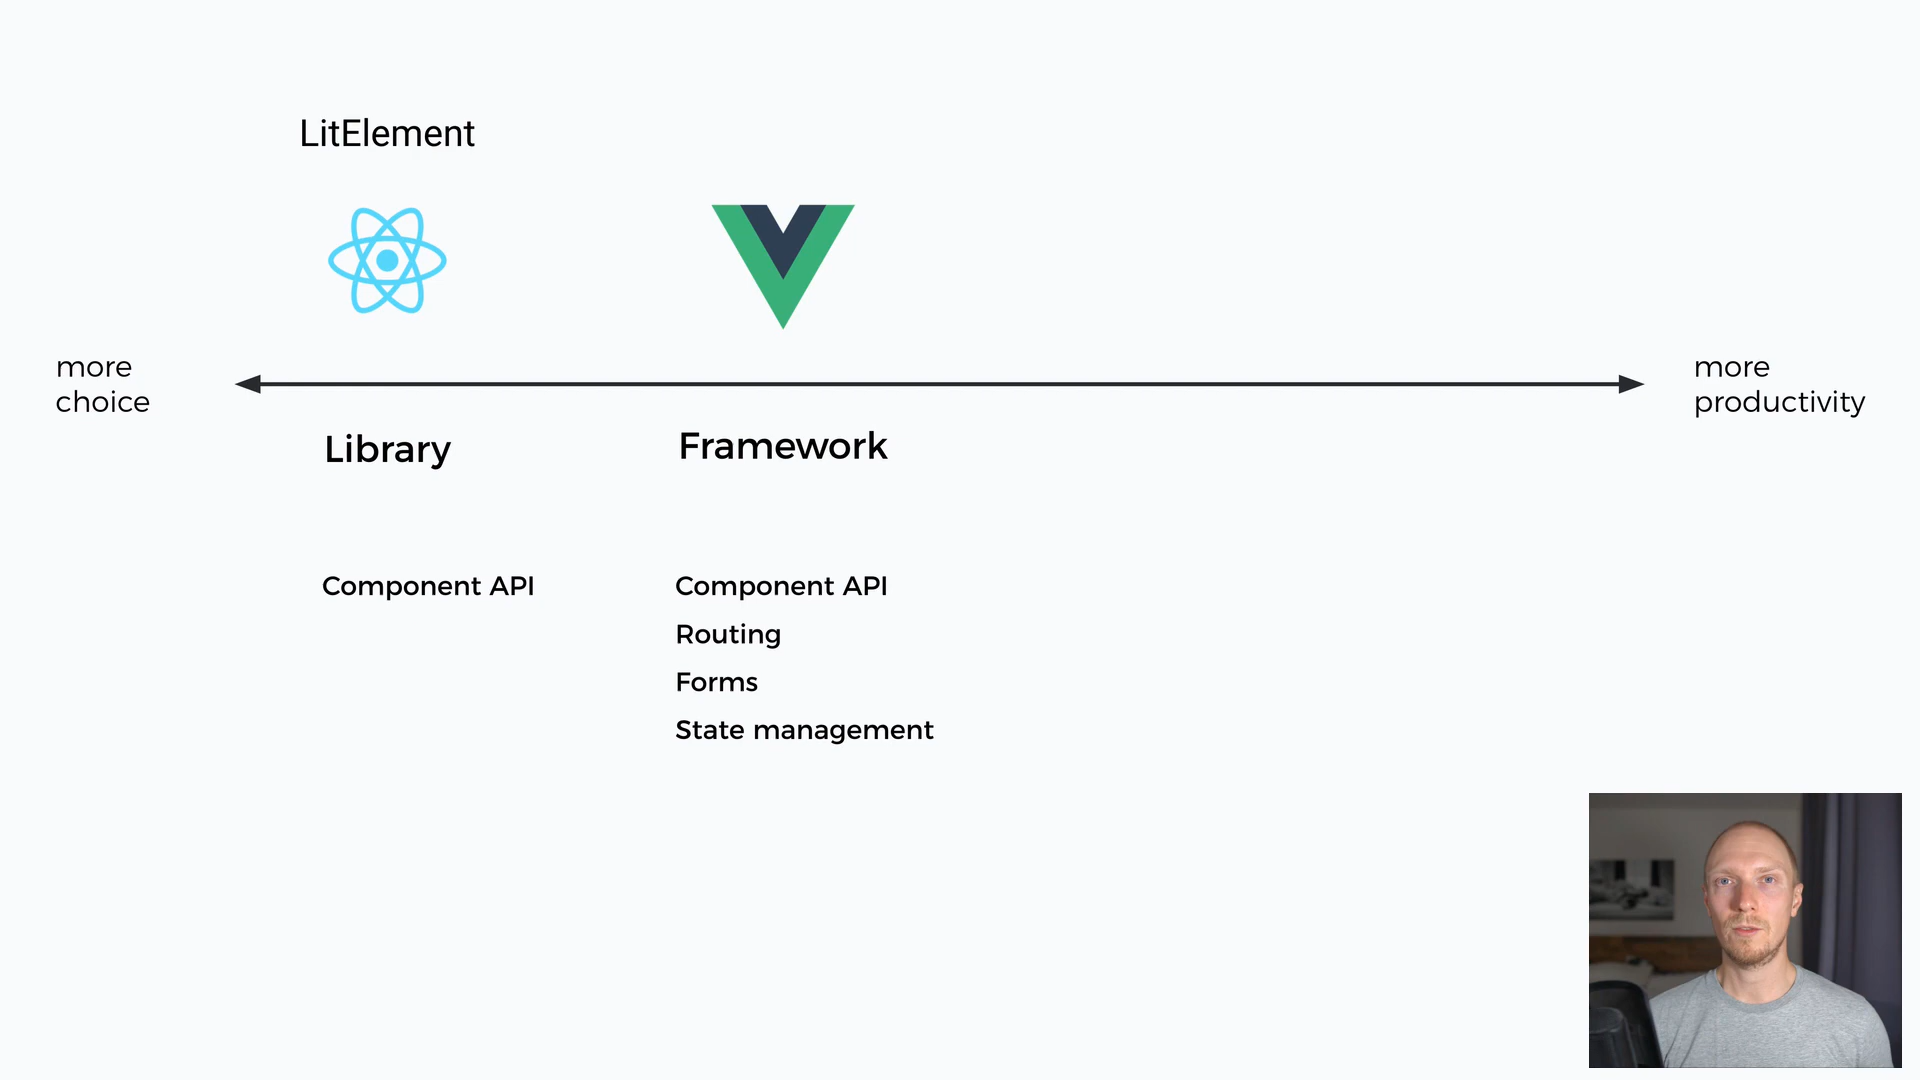 LitElement
more
choice
more
productivity
Library
Framework
Component API
Component API
Routing
Forms
State management